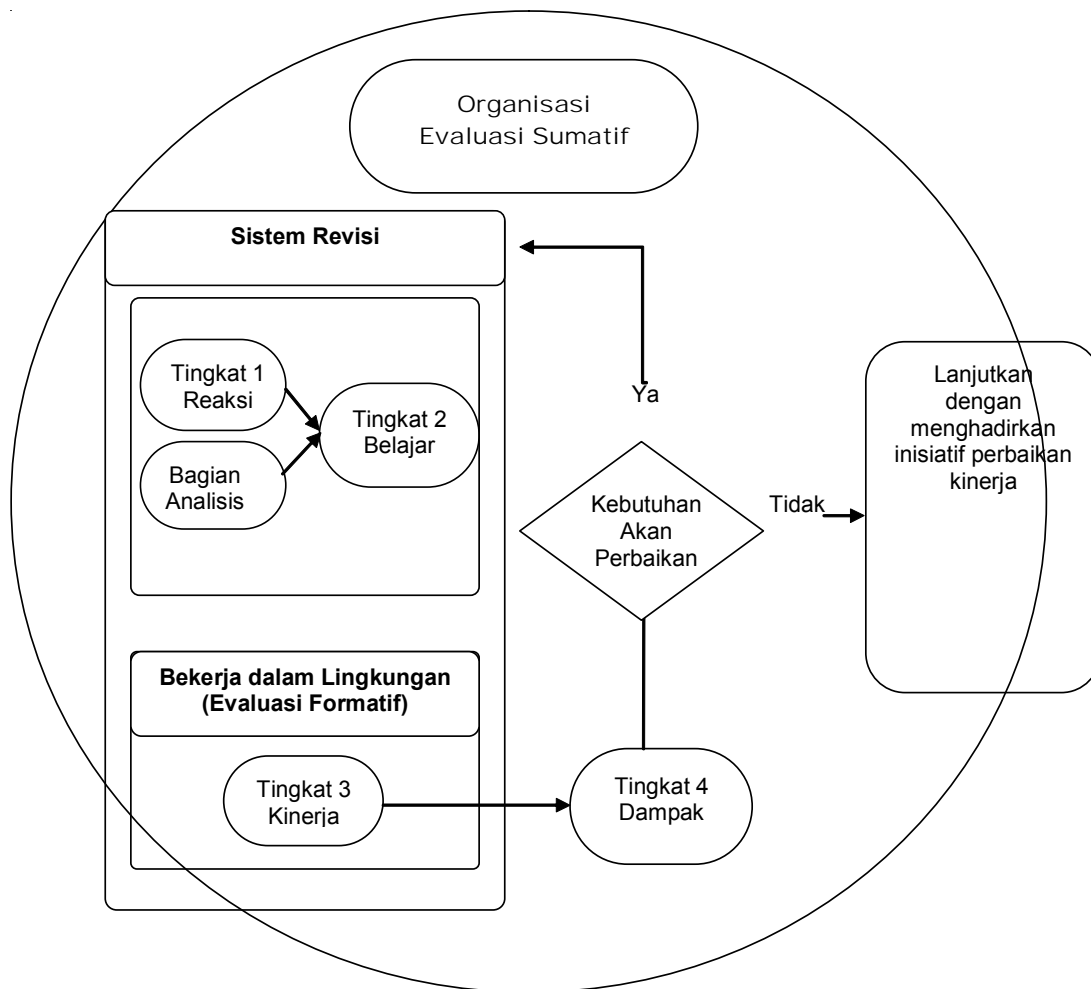 Organisasi
Evaluasi Sumatif
Sistem Revisi
Tingkat 1
Reaksi
Tingkat 2
Belajar
Bagian
Analisis
Ya
Kebutuhan
Akan
Perbaikan
Tidak
Lanjutkan
dengan
menghadirkan
inisiatif perbaikan
kinerja
Bekerja dalam Lingkungan
(Evaluasi Formatif)
Tingkat 3
Kinerja
Tingkat 4
Dampak